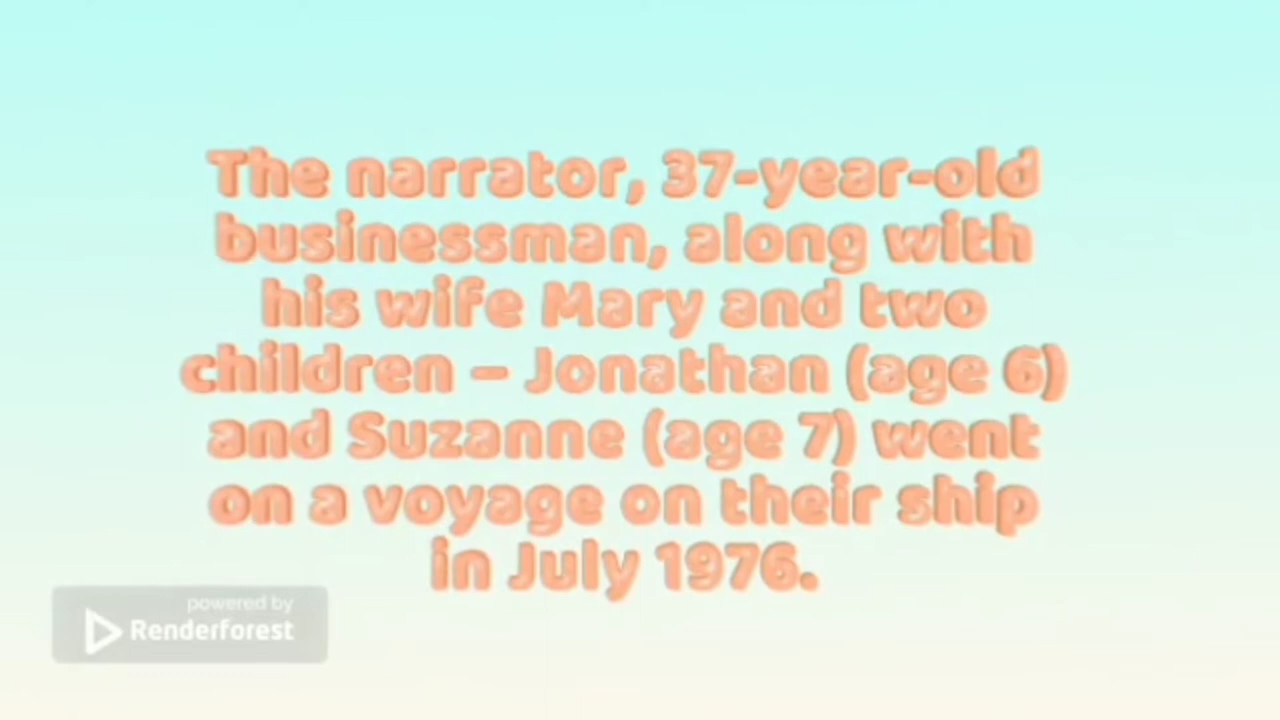 The narrator, 37-year-old
businessman, along with
his wife Mary and two
children – Jonathan (age 6)
and Suzanne (age 7) went
on a voyage on their ship
in July 1976.
powered by
Renderforest